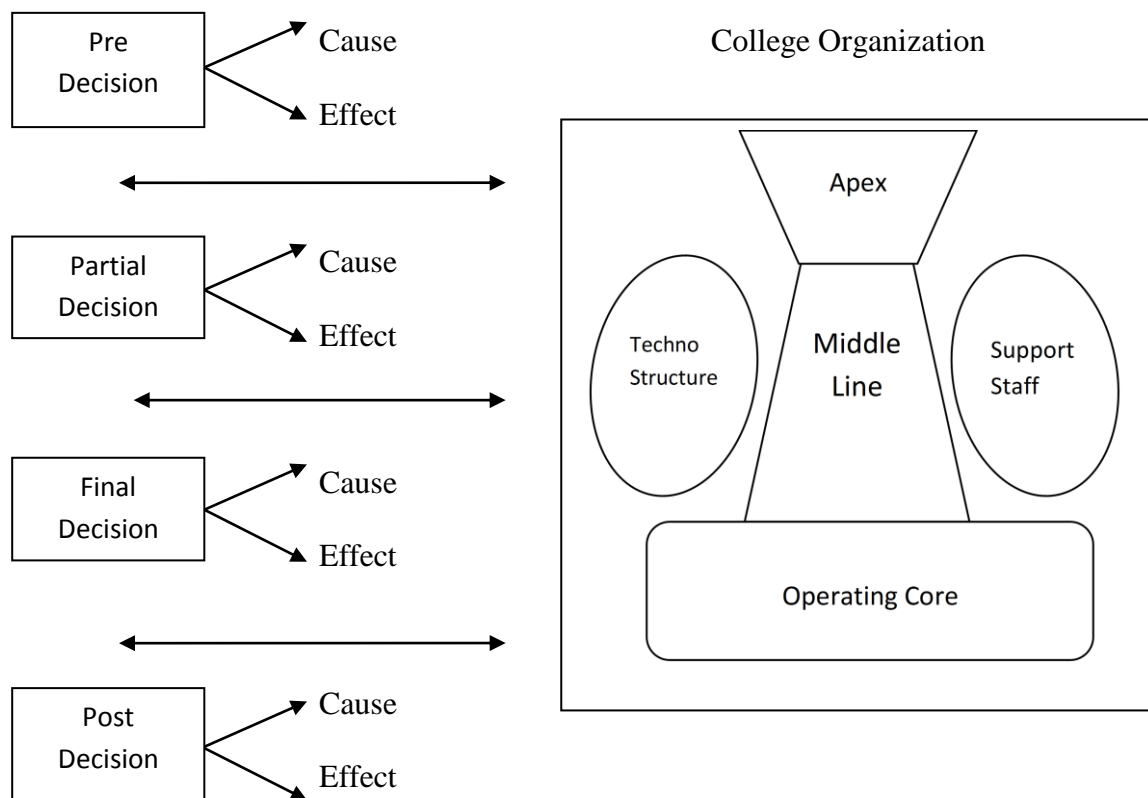 Pre
Decision
Cause
Effect
Partial
Decision
Cause
Effect
Final
Decision
Cause
Effect
Post
Decision
Cause
Effect
College Organization
Apex
Techno
Structure
Middle
Line
Support
Staff
Operating Core